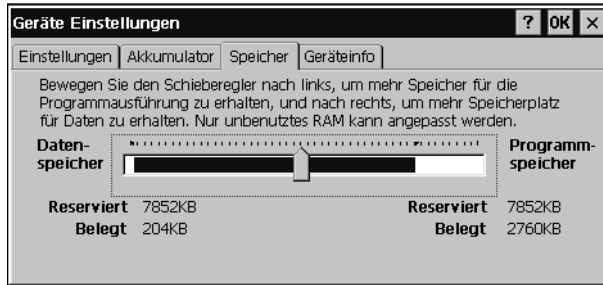 Geräte Einstellungen ? OK ×
Einstellungen Akkumulator Speicher Geräteinfo
Bewegen Sie den Schieberegler nach links, um mehr Speicher für die
Programmausführung zu erhalten, und nach rechts, um mehr Speicherplatz
für Daten zu erhalten. Nur unbenutztes RAM kann angepasst werden.
Daten- Programm-
speicher speicher
Reserviert 7852KB Reserviert 7852KB
Belegt 204KB Belegt 2760KB